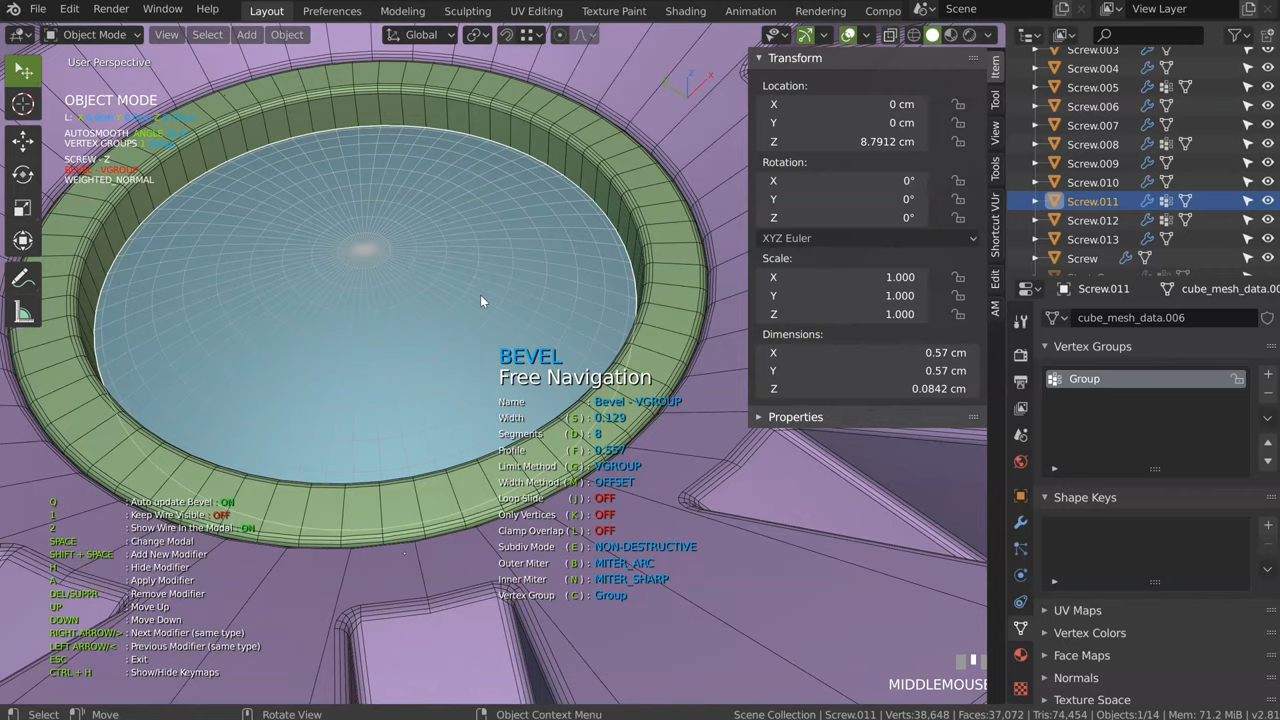 File Edit Render Window Help Layout Preferences Modeling Sculpting UV Editing Texture Paint Shading Animation Rendering Compo Scene View Layer
Object Mode View Select Add Object Global
User Perspective
OBJECT MODE
AUTOSMOOTH ANGLE
VERTEX GROUPS 1
SCREW - Z
BEVEL - VGROUP
WEIGHTED_NORMAL
Z X
BEVEL
Free Navigation
Name : Bevel - VGROUP
Width ( S ) : 0.129
Segments ( D ) : 8
Profile ( F ) : 0.557
Limit Method ( G ) : VGROUP
Width Method ( M ) : OFFSET
Loop Slide ( J ) : OFF
Only Vertices ( K ) : OFF
Clamp Overlap ( L ) : OFF
Subdiv Mode ( E ) : NON-DESTRUCTIVE
Outer Miter ( B ) : MITER_ARC
Inner Miter ( N ) : MITER_SHARP
Vertex Group ( C ) : Group
Q : Auto update Bevel : ON
1 : Keep Wire Visible : OFF
2 : Show Wire in the Modal : ON
SPACE : Change Modal
SHIFT + SPACE : Add New Modifier
H : Hide Modifier
A : Apply Modifier
DEL/SUPPR : Remove Modifier
UP : Move Up
DOWN : Move Down
RIGHT ARROW/> : Next Modifier (same type)
LEFT ARROW/< : Previous Modifier (same type)
ESC : Exit
CTRL + H : Show/Hide Keymaps
MIDDLEMOUSE
Transform
Location:
X 0 cm
Y 0 cm
Z 8.7912 cm
Rotation:
X 0°
Y 0°
Z 0°
XYZ Euler
Scale:
X 1.000
Y 1.000
Z 1.000
Dimensions:
X 0.57 cm
Y 0.57 cm
Z 0.0842 cm
Properties
Item
Tool
View
Tools
Shortcut VUr
Edit
AM
Screw.003
Screw.004
Screw.005
Screw.006
Screw.007
Screw.008
Screw.009
Screw.010
Screw.011
Screw.012
Screw.013
Screw
Screw.011 cube_mesh_data.00
cube_mesh_data.006
Vertex Groups
Group
Shape Keys
UV Maps
Vertex Colors
Face Maps
Normals
Texture Space
Select Move Rotate View Object Context Menu Scene Collection | Screw.011 | Verts:38,648 | Faces:37,072 | Tris:74,454 | Objects:1/14 | Mem: 71.2 MiB | v2.8